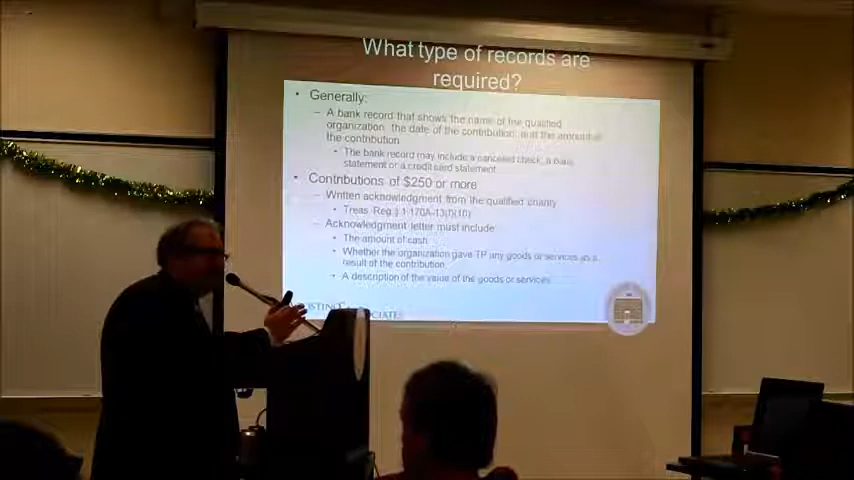 What type of records are
required?
• Generally:
– A bank record that shows the name of the qualified
organization, the date of the contribution, and the amount of
the contribution
• The bank record may include a canceled check, a bank
statement or a credit card statement
• Contributions of $250 or more
– Written acknowledgment from the qualified charity
• Treas. Reg. § 1.170A-13(f)(10)
– Acknowledgment letter must include:
• The amount of cash
• Whether the organization gave TP any goods or services as a
result of the contribution
• A description of the value of the goods or services